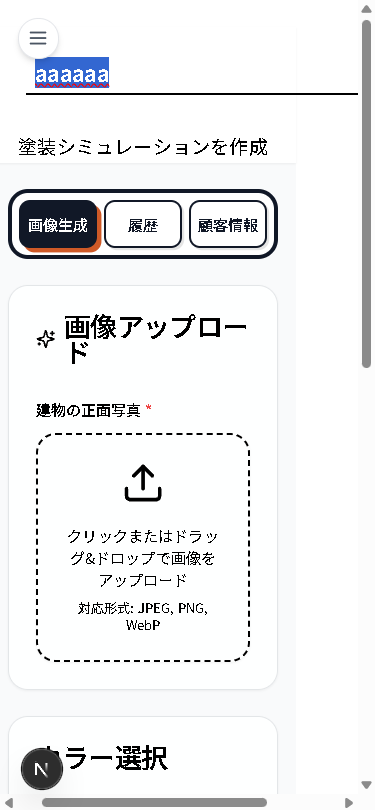 aaaaaa
塗装シミュレーションを作成
画像生成
履歴
顧客情報
画像アップロー
ド
建物の正面写真 *
クリックまたはドラッ
グ&ドロップで画像を
アップロード
対応形式: JPEG, PNG,
WebP
カラー選択
N